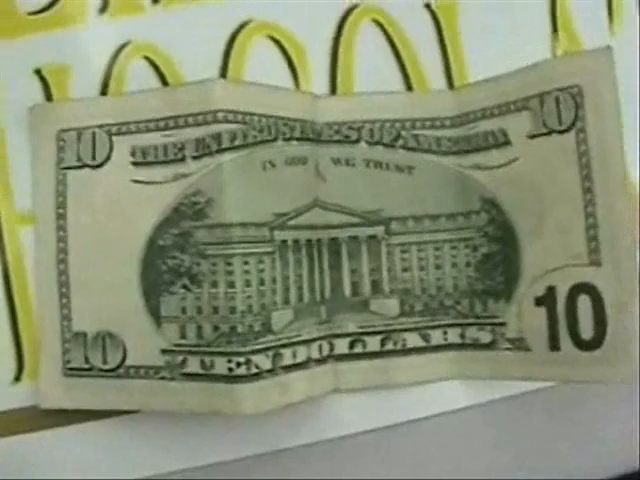 10 THE UNITED STATES OF AMERICA 10
IN GOD WE TRUST
10 TEN DOLLARS 10